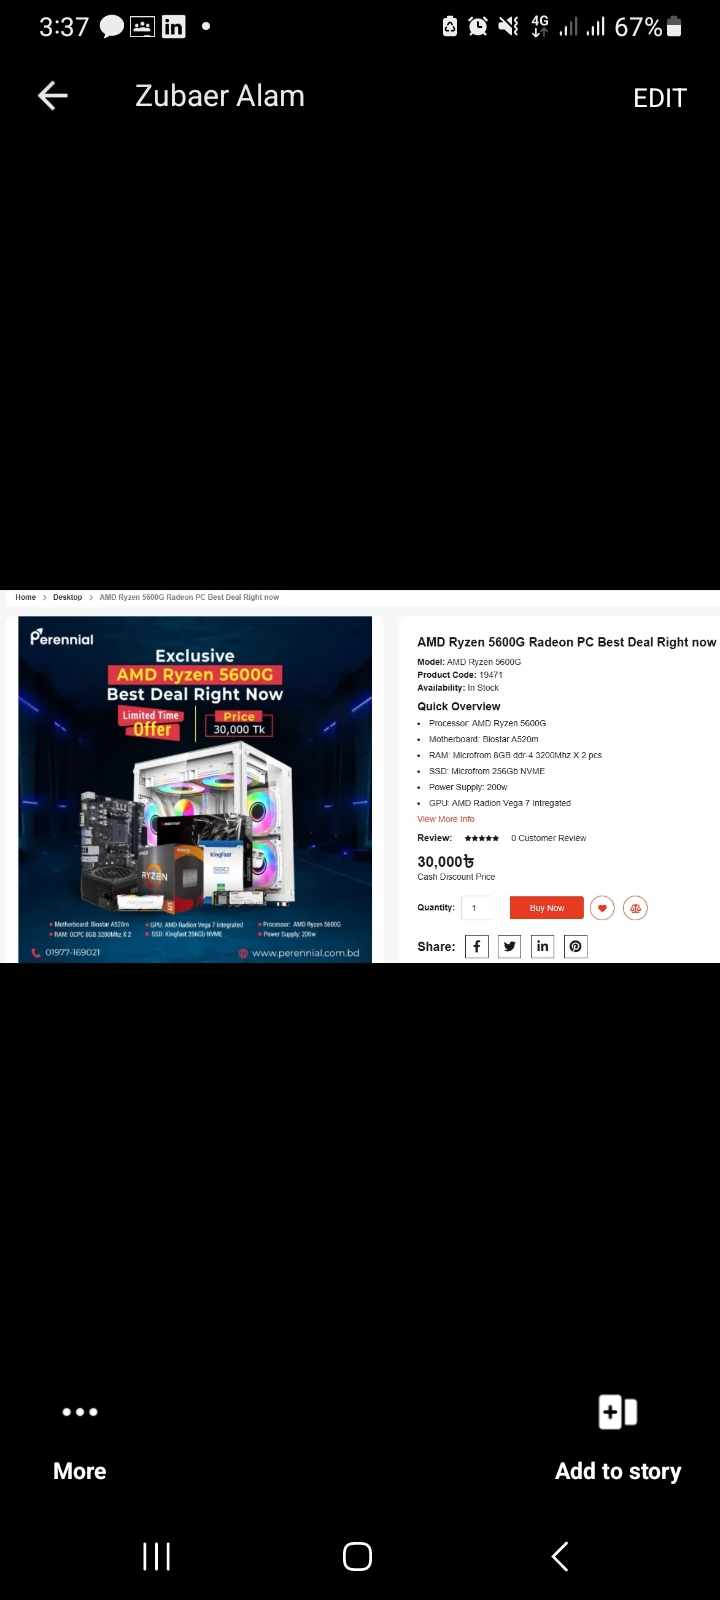 3:37
4G
67%
Zubaer Alam
EDIT
Home > Desktop > AMD Ryzen 5600G Radeon PC Best Deal Right now
Perennial
Exclusive
AMD Ryzen 5600G
Best Deal Right Now
Limited Time
Offer
Price
30,000 Tk
RYZEN
KingFast
SSD
• Motherboard: Biostar A520m
• GPU: AMD Radion Vega 7 Integrated
• Processor: AMD Ryzen 5600G
• RAM: OCPC 8GB 3200Mhz X 2
• SSD: Kingfast 256Gb NVME
• Power Supply: 200w
01977-169021
www.perennial.com.bd
AMD Ryzen 5600G Radeon PC Best Deal Right now
Model: AMD Ryzen 5600G
Product Code: 19471
Availability: In Stock
Quick Overview
• Processor: AMD Ryzen 5600G
• Motherboard: Biostar A520m
• RAM: Microfrom 8GB ddr-4 3200Mhz X 2 pcs
• SSD: Microfrom 256Gb NVME
• Power Supply: 200w
• GPU: AMD Radion Vega 7 Intregated
View More Info
Review: ★★★★★ 0 Customer Review
30,000৳
Cash Discount Price
Quantity: 1 Buy Now
Share:
More
Add to story